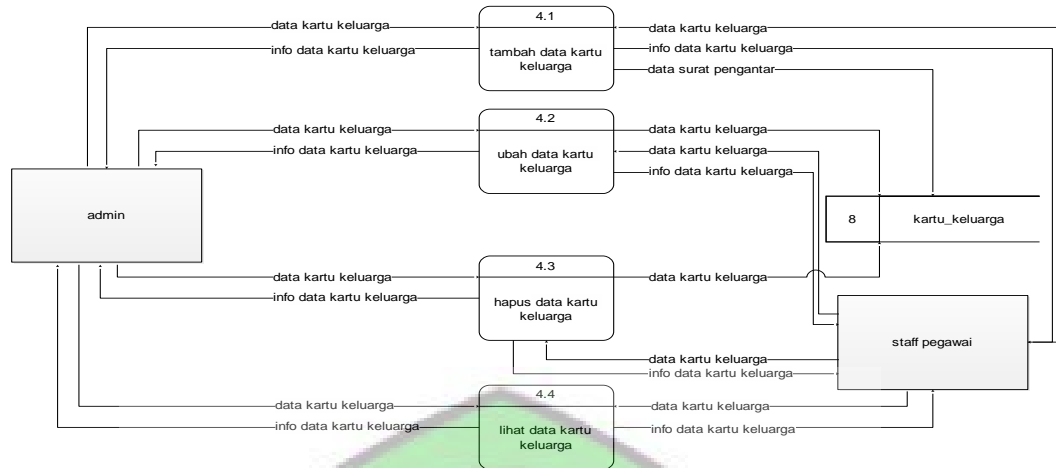 4.1
data kartu keluarga
data kartu keluarga
info data kartu keluarga
tambah data kartu
keluarga
info data kartu keluarga
data surat pengantar
4.2
data kartu keluarga
data kartu keluarga
info data kartu keluarga
ubah data kartu
keluarga
data kartu keluarga
info data kartu keluarga
admin
8
kartu_keluarga
4.3
data kartu keluarga
data kartu keluarga
info data kartu keluarga
hapus data kartu
keluarga
staff pegawai
data kartu keluarga
info data kartu keluarga
4.4
data kartu keluarga
data kartu keluarga
info data kartu keluarga
lihat data kartu
keluarga
info data kartu keluarga